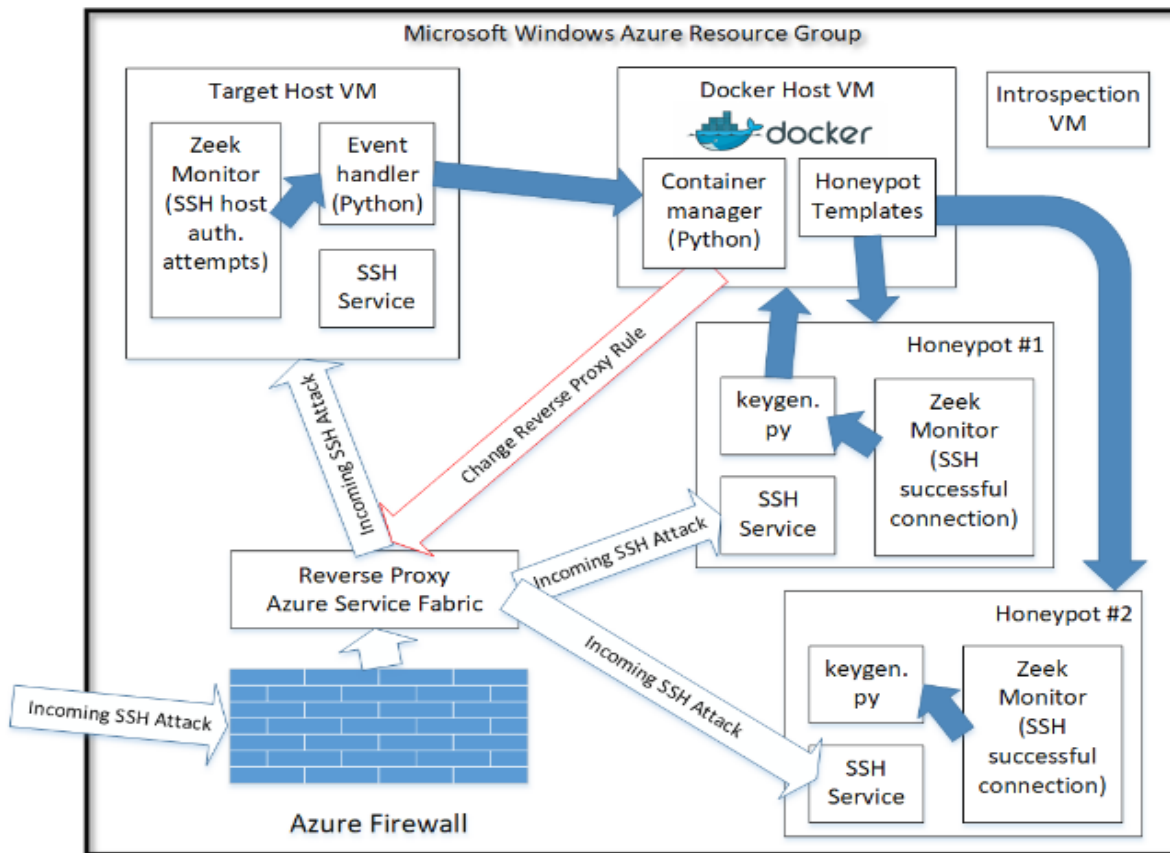 Microsoft Windows Azure Resource Group
Target Host VM
Zeek
Monitor
(SSH host
auth.
attempts)
Event
handler
(Python)
SSH
Service
Docker Host VM
docker
Container
manager
(Python)
Honeypot
Templates
Introspection
VM
Incoming SSH Attack
Change Reverse Proxy Rule
Honeypot #1
keygen.
py
Zeek
Monitor
(SSH
successful
connection)
SSH
Service
Incoming SSH Attack
Reverse Proxy
Azure Service Fabric
Incoming SSH Attack
Honeypot #2
keygen.
py
Zeek
Monitor
(SSH
successful
connection)
SSH
Service
Incoming SSH Attack
Azure Firewall